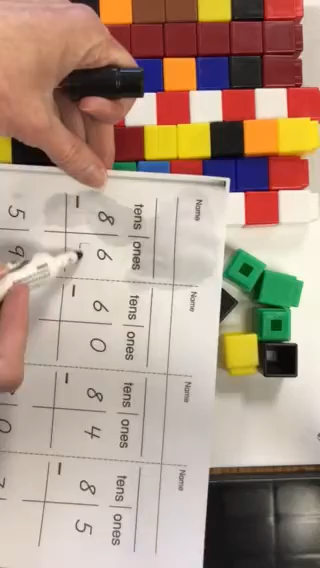 Name Name Name Name
tens | ones tens | ones tens | ones tens | ones
8 6 6 0 8 4 8 5
− − − −
5 9